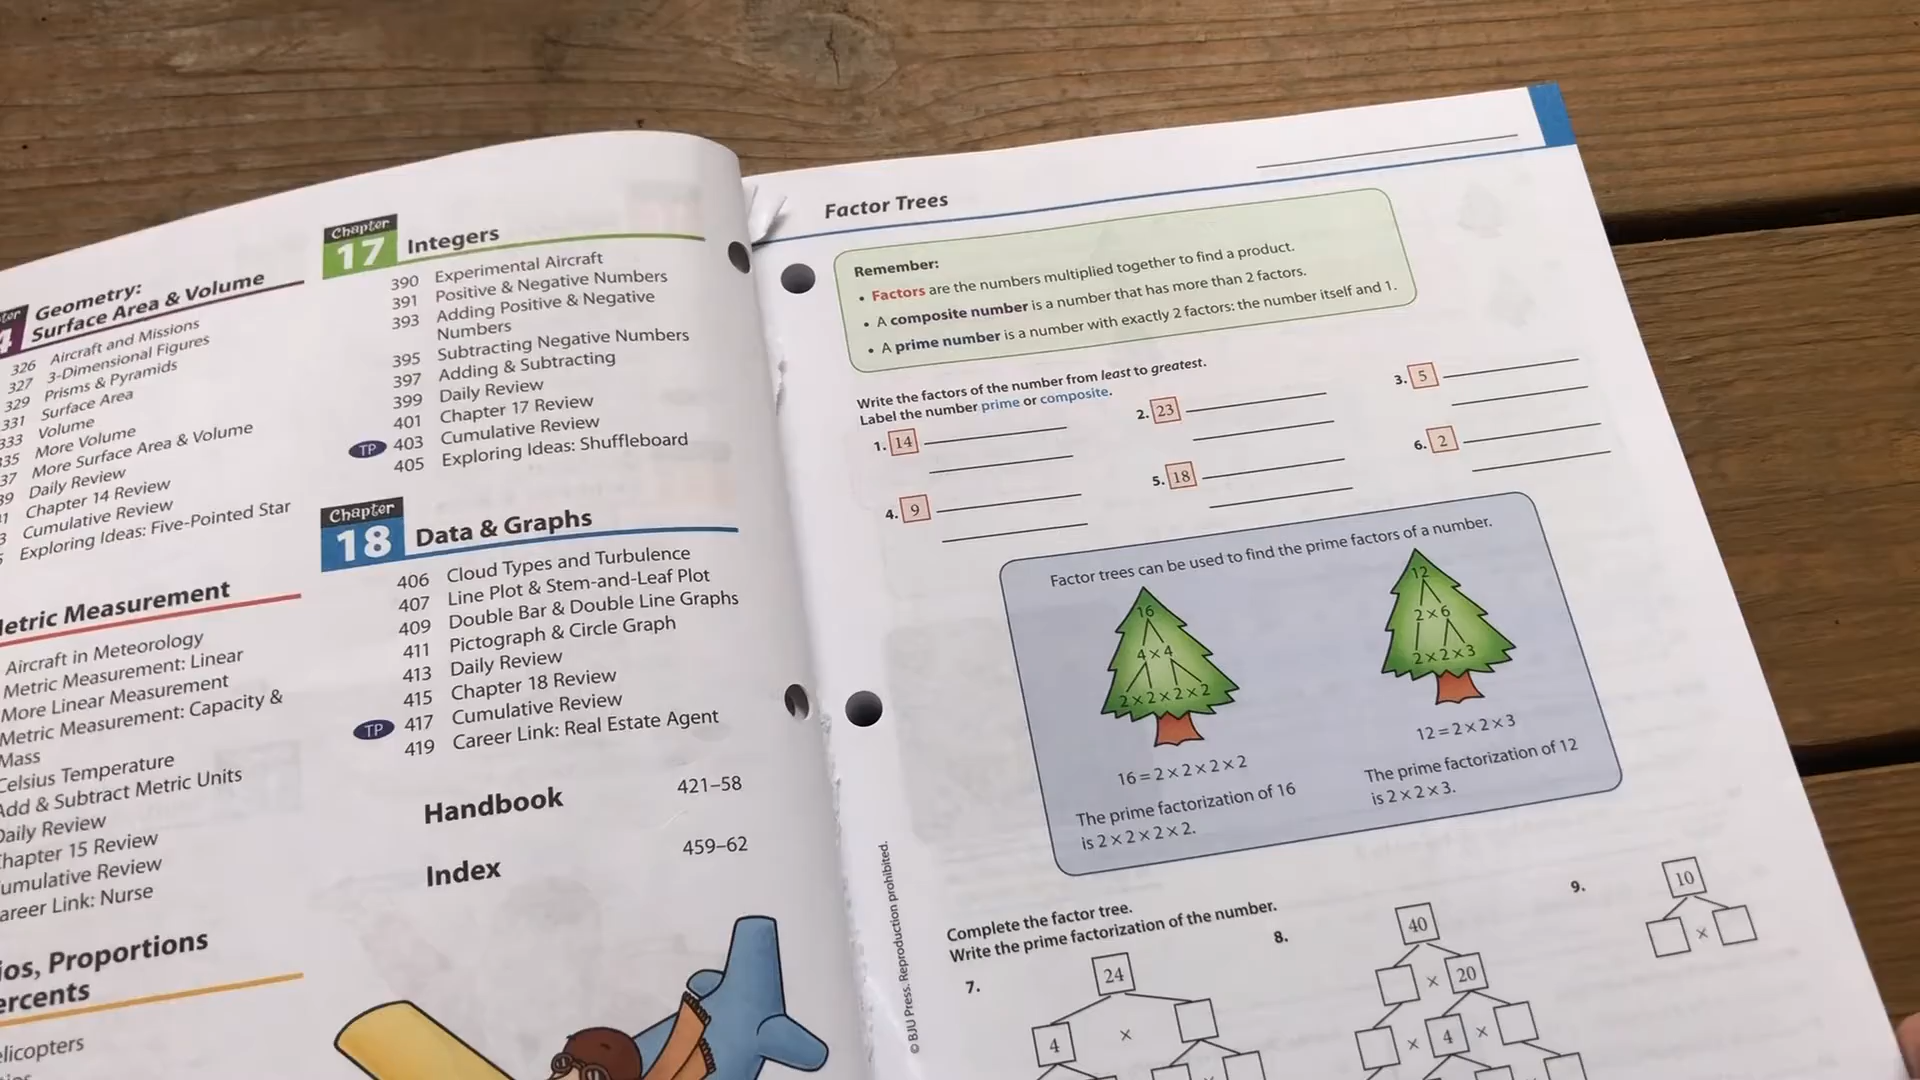 Geometry:
Surface Area & Volume
326 Aircraft and Missions
327 3-Dimensional Figures
329 Prisms & Pyramids
331 Surface Area
333 Volume
335 More Volume
37 More Surface Area & Volume
39 Daily Review
Chapter 14 Review
Cumulative Review
Exploring Ideas: Five-Pointed Star
etric Measurement
Aircraft in Meteorology
Metric Measurement: Linear
More Linear Measurement
Metric Measurement: Capacity &
Mass
Celsius Temperature
Add & Subtract Metric Units
Daily Review
Chapter 15 Review
Cumulative Review
areer Link: Nurse
ios, Proportions
ercents
elicopters
Chapter
17 Integers
390 Experimental Aircraft
391 Positive & Negative Numbers
393 Adding Positive & Negative
Numbers
395 Subtracting Negative Numbers
397 Adding & Subtracting
399 Daily Review
401 Chapter 17 Review
TP 403 Cumulative Review
405 Exploring Ideas: Shuffleboard
Chapter
18 Data & Graphs
406 Cloud Types and Turbulence
407 Line Plot & Stem-and-Leaf Plot
409 Double Bar & Double Line Graphs
411 Pictograph & Circle Graph
413 Daily Review
415 Chapter 18 Review
TP 417 Cumulative Review
419 Career Link: Real Estate Agent
Handbook 421–58
Index 459–62
Factor Trees
Remember:
• Factors are the numbers multiplied together to find a product.
• A composite number is a number that has more than 2 factors.
• A prime number is a number with exactly 2 factors: the number itself and 1.
Write the factors of the number from least to greatest.
Label the number prime or composite.
1. 14
2. 23
3. 5
4. 9
5. 18
6. 2
Factor trees can be used to find the prime factors of a number.
16
4 × 4
2 × 2 × 2 × 2
16 = 2 × 2 × 2 × 2
The prime factorization of 16
is 2 × 2 × 2 × 2.
12
2 × 6
2 × 2 × 3
12 = 2 × 2 × 3
The prime factorization of 12
is 2 × 2 × 3.
Complete the factor tree.
Write the prime factorization of the number.
7. 24
4 ×
8. 40
× 20
× 4 ×
9. 10
×
© BJU Press. Reproduction prohibited.